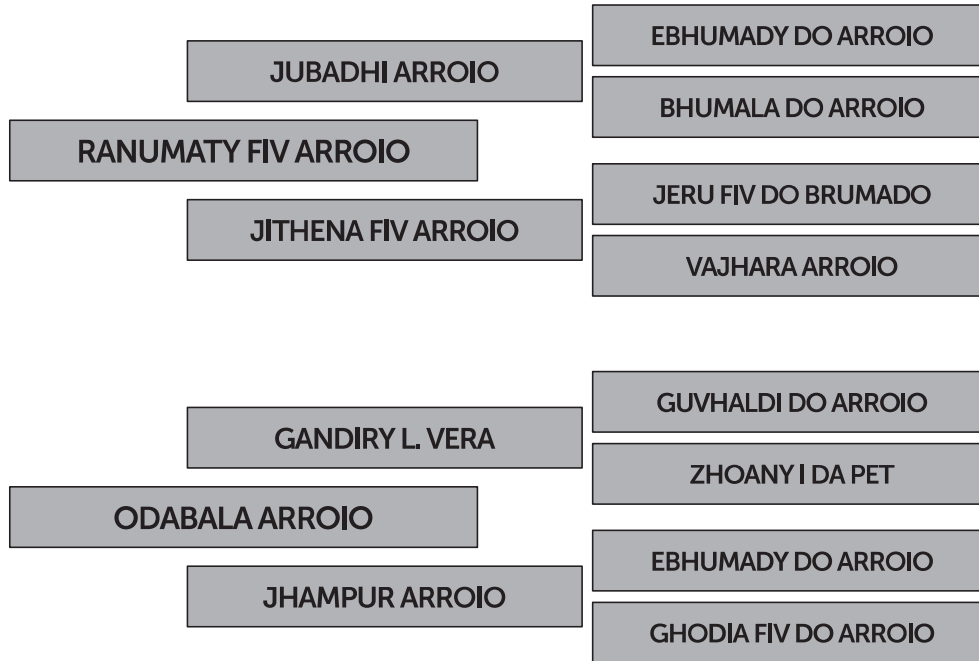 EBHUMADY DO ARROIO
JUBADHI ARROIO
BHUMALA DO ARROIO
RANUMATY FIV ARROIO
JERU FIV DO BRUMADO
JITHENA FIV ARROIO
VAJHARA ARROIO
GUVHALDI DO ARROIO
GANDIRY L. VERA
ZHOANY I DA PET
ODABALA ARROIO
EBHUMADY DO ARROIO
JHAMPUR ARROIO
GHODIA FIV DO ARROIO